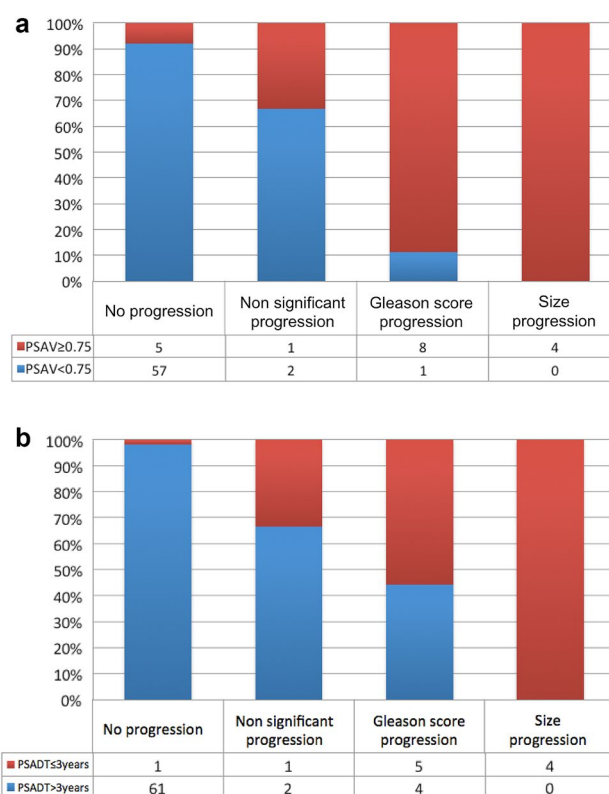 a
100%
90%
80%
70%
60%
50%
40%
30%
20%
10%
0%
No progression
Non significant
progression
Gleason score
progression
Size
progression
PSAV≥0.75 5 1 8 4
PSAV<0.75 57 2 1 0
b
100%
90%
80%
70%
60%
50%
40%
30%
20%
10%
0%
No progression
Non significant
progression
Gleason score
progression
Size
progression
PSADT≤3years 1 1 5 4
PSADT>3years 61 2 4 0